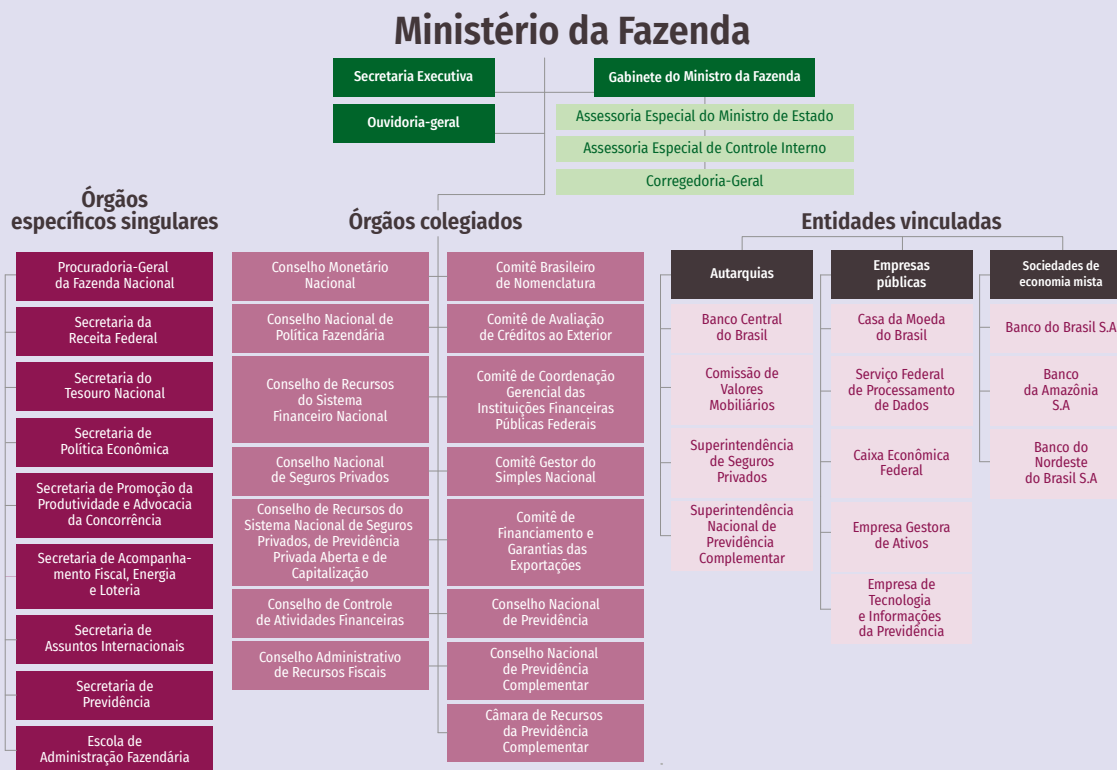 Ministério da Fazenda
Secretaria Executiva
Gabinete do Ministro da Fazenda
Ouvidoria-geral
Assessoria Especial do Ministro de Estado
Assessoria Especial de Controle Interno
Corregedoria-Geral
Órgãos
específicos singulares
Procuradoria-Geral
da Fazenda Nacional
Secretaria da
Receita Federal
Secretaria do
Tesouro Nacional
Secretaria de
Política Econômica
Secretaria de Promoção da
Produtividade e Advocacia
da Concorrência
Secretaria de Acompanha-
mento Fiscal, Energia
e Loteria
Secretaria de
Assuntos Internacionais
Secretaria de
Previdência
Escola de
Administração Fazendária
Órgãos colegiados
Conselho Monetário
Nacional
Conselho Nacional de
Política Fazendária
Conselho de Recursos
do Sistema
Financeiro Nacional
Conselho Nacional
de Seguros Privados
Conselho de Recursos do
Sistema Nacional de Seguros
Privados, de Previdência
Privada Aberta e de
Capitalização
Conselho de Controle
de Atividades Financeiras
Conselho Administrativo
de Recursos Fiscais
Comitê Brasileiro
de Nomenclatura
Comitê de Avaliação
de Créditos ao Exterior
Comitê de Coordenação
Gerencial das
Instituições Financeiras
Públicas Federais
Comitê Gestor do
Simples Nacional
Comitê de
Financiamento e
Garantias das
Exportações
Conselho Nacional
de Previdência
Conselho Nacional
de Previdência
Complementar
Câmara de Recursos
da Previdência
Complementar
Entidades vinculadas
Autarquias
Banco Central
do Brasil
Comissão de
Valores
Mobiliários
Superintendência
de Seguros
Privados
Superintendência
Nacional de
Previdência
Complementar
Empresas
públicas
Casa da Moeda
do Brasil
Serviço Federal
de Processamento
de Dados
Caixa Econômica
Federal
Empresa Gestora
de Ativos
Empresa de
Tecnologia
e Informações
da Previdência
Sociedades de
economia mista
Banco do Brasil S.A
Banco
da Amazônia
S.A
Banco do
Nordeste
do Brasil S.A